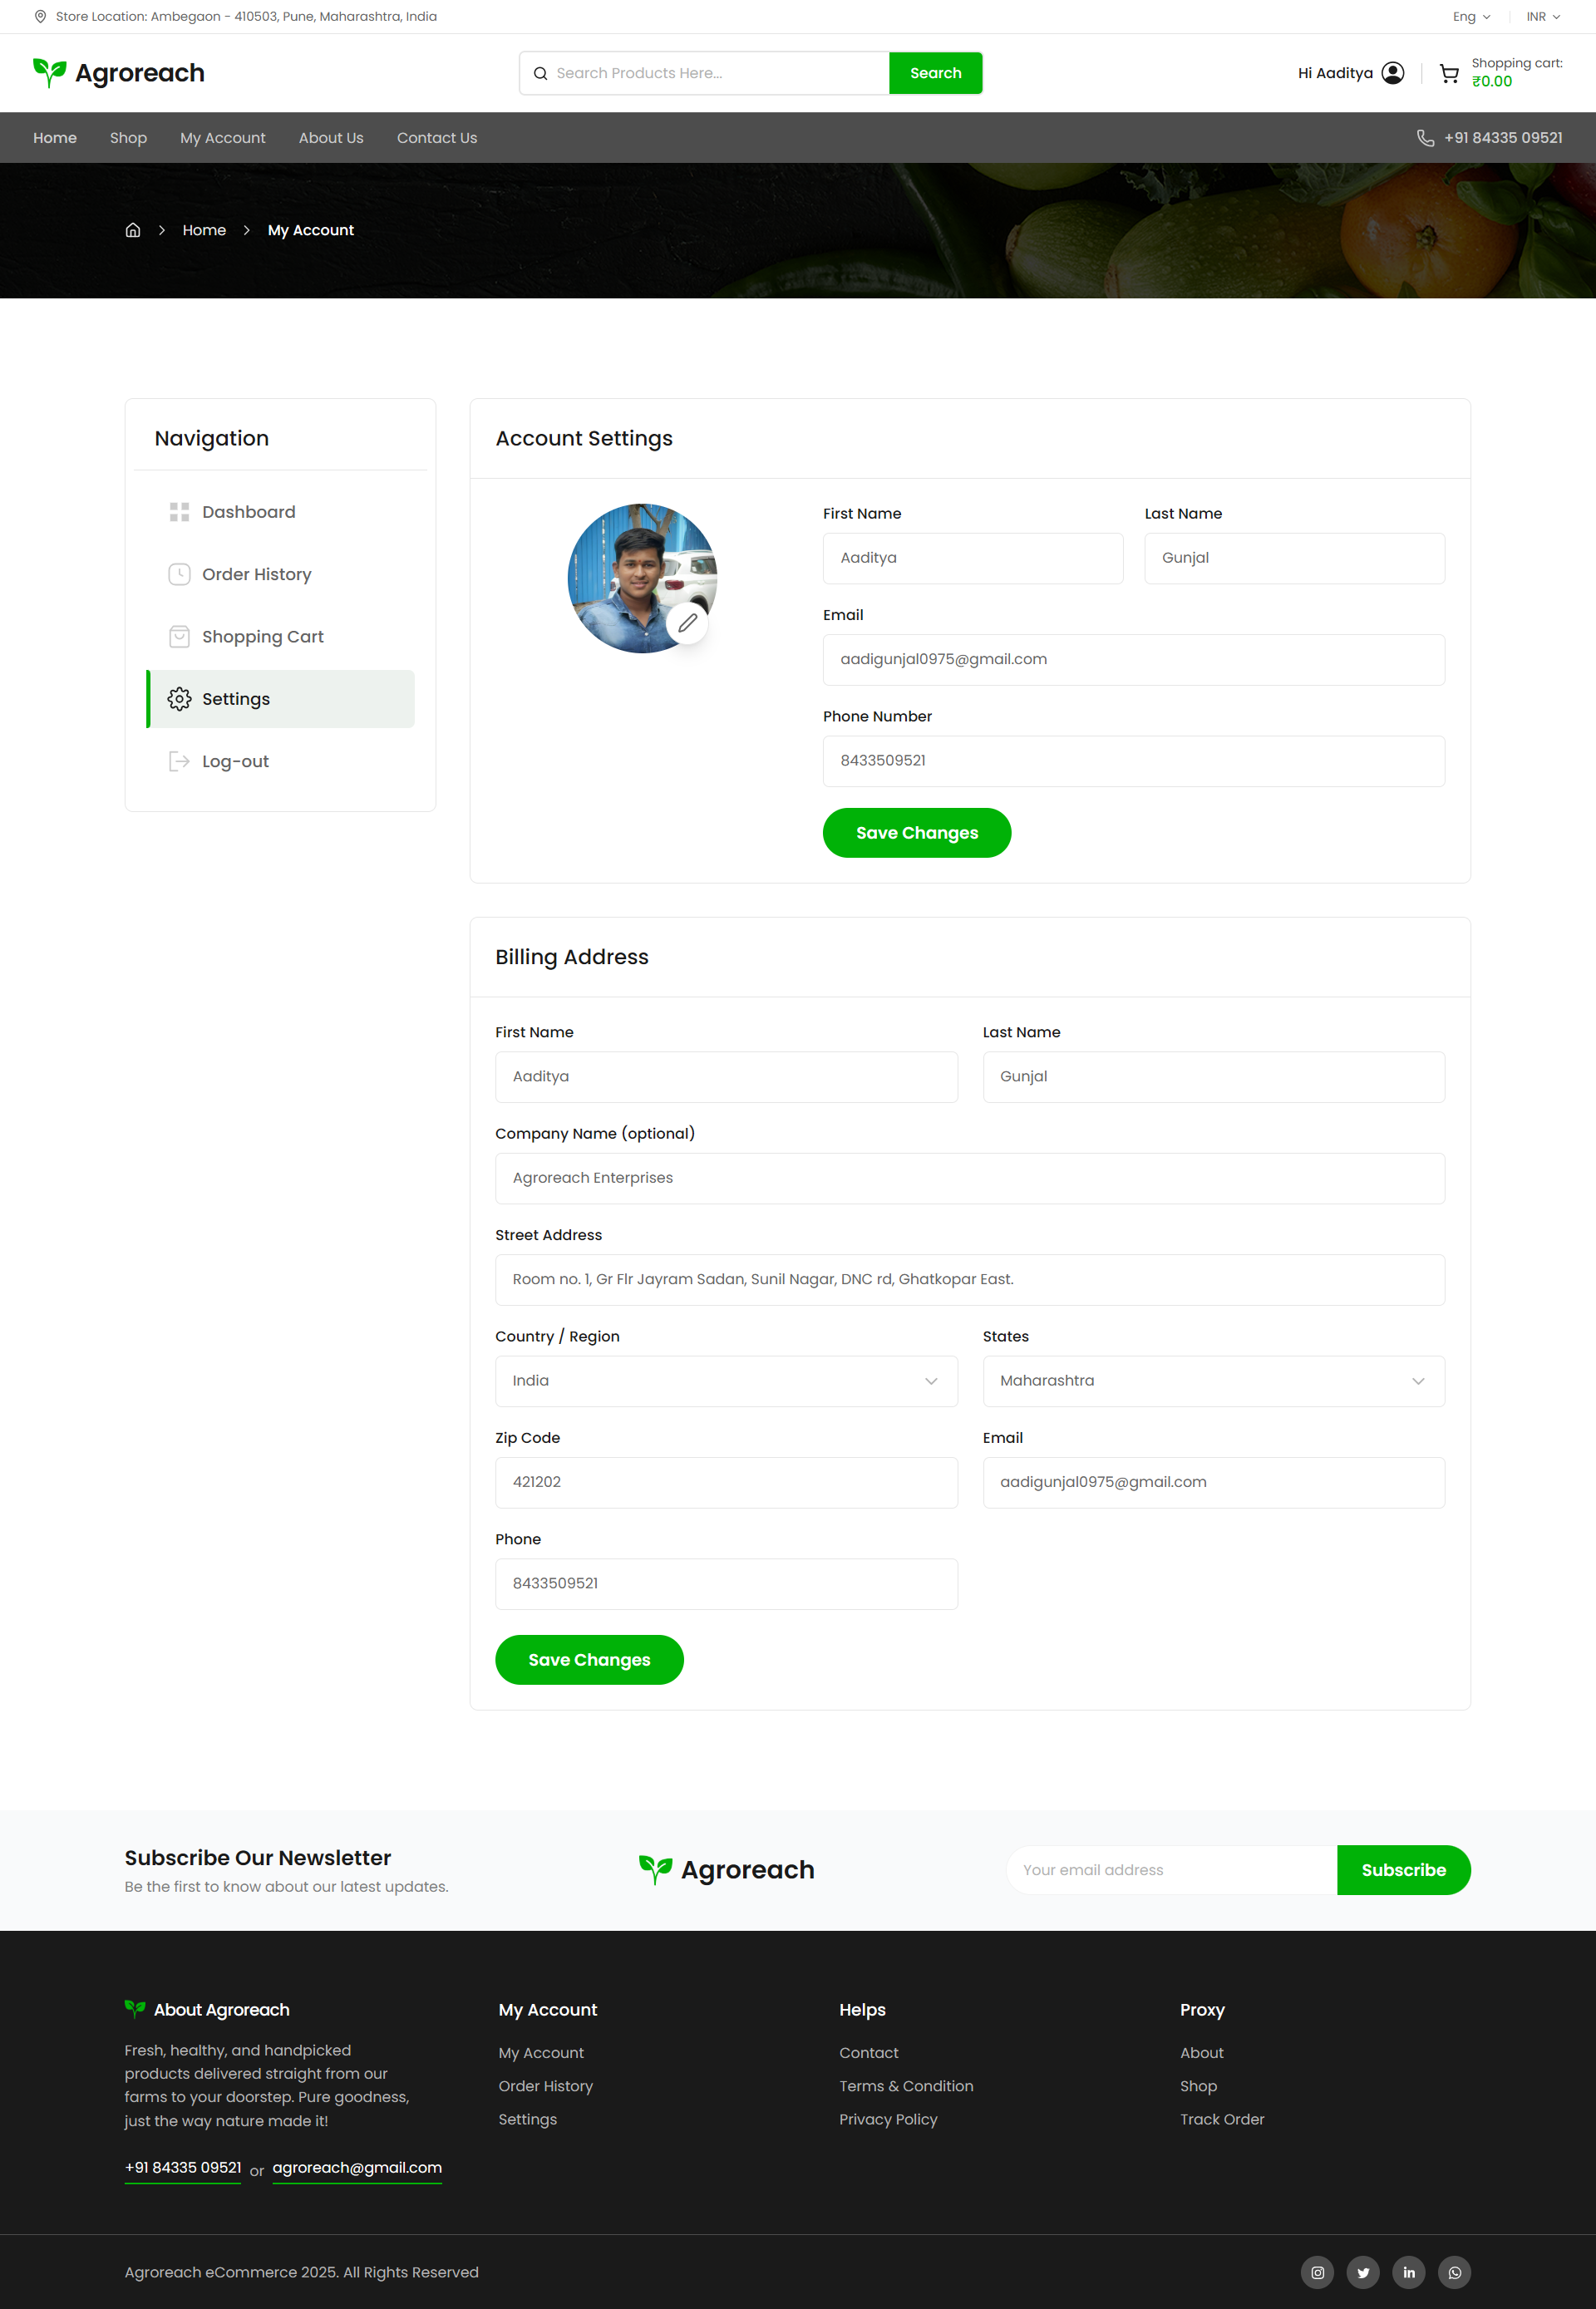 Store Location: Ambegaon - 410503, Pune, Maharashtra, India
Eng
INR
Agroreach
Search Products Here...
Search
Hi Aaditya
Shopping cart:
₹0.00
Home
Shop
My Account
About Us
Contact Us
+91 84335 09521
Home
My Account
Navigation
Dashboard
Order History
Shopping Cart
Settings
Log-out
Account Settings
First Name
Last Name
Aaditya
Gunjal
Email
aadigunjal0975@gmail.com
Phone Number
8433509521
Save Changes
Billing Address
First Name
Last Name
Aaditya
Gunjal
Company Name (optional)
Agroreach Enterprises
Street Address
Room no. 1, Gr Flr Jayram Sadan, Sunil Nagar, DNC rd, Ghatkopar East.
Country / Region
States
India
Maharashtra
Zip Code
Email
421202
aadigunjal0975@gmail.com
Phone
8433509521
Save Changes
Subscribe Our Newsletter
Be the first to know about our latest updates.
Agroreach
Your email address
Subscribe
About Agroreach
Fresh, healthy, and handpicked
products delivered straight from our
farms to your doorstep. Pure goodness,
just the way nature made it!
+91 84335 09521 or agroreach@gmail.com
My Account
My Account
Order History
Settings
Helps
Contact
Terms & Condition
Privacy Policy
Proxy
About
Shop
Track Order
Agroreach eCommerce 2025. All Rights Reserved